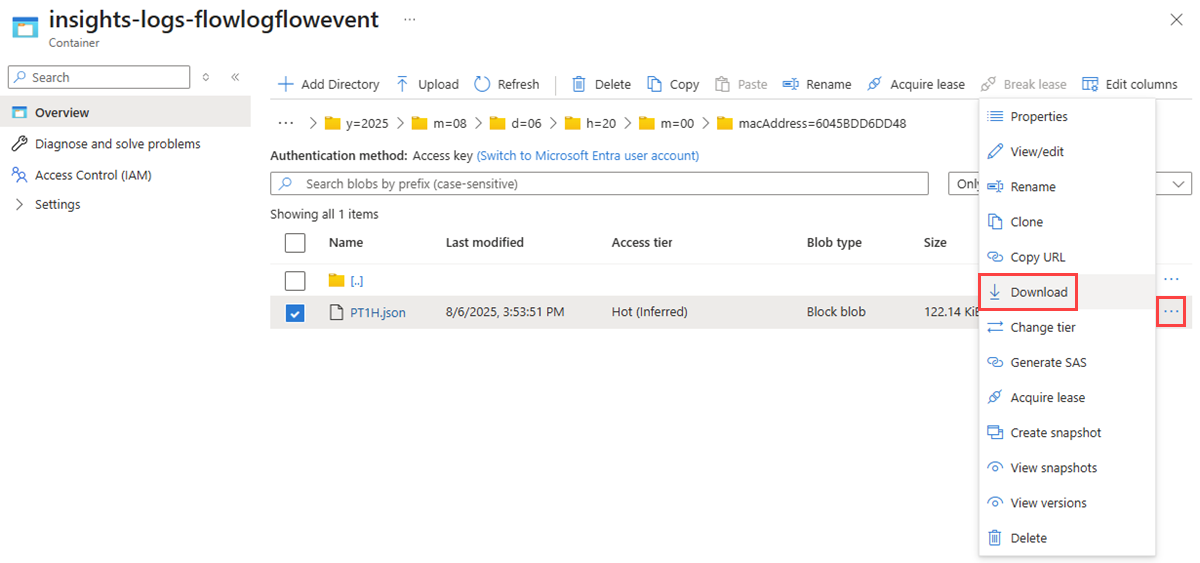 insights-logs-flowlogflowevent ...
Container
Search
Add Directory Upload Refresh Delete Copy Paste Rename Acquire lease Break lease Edit columns
Overview
Diagnose and solve problems
Access Control (IAM)
Settings
... > y=2025 > m=08 > d=06 > h=20 > m=00 > macAddress=6045BDD6DD48
Authentication method: Access key (Switch to Microsoft Entra user account)
Search blobs by prefix (case-sensitive)
Showing all 1 items
Name Last modified Access tier Blob type Size
[..] ...
PT1H.json 8/6/2025, 3:53:51 PM Hot (Inferred) Block blob 122.14 ...
Properties
View/edit
Rename
Clone
Copy URL
Download
Change tier
Generate SAS
Acquire lease
Create snapshot
View snapshots
View versions
Delete